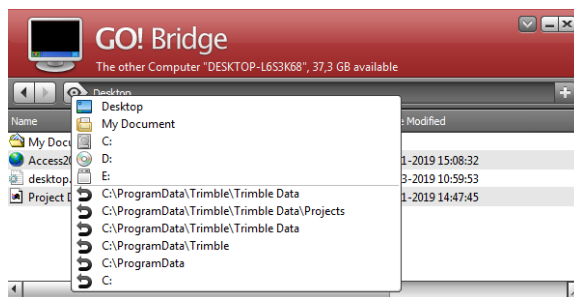 GO! Bridge
The other Computer "DESKTOP-L6S3K68", 37,3 GB available
Desktop
Name
Modified
Desktop
My Document
C:
D:
E:
C:\ProgramData\Trimble\Trimble Data
C:\ProgramData\Trimble\Trimble Data\Projects
C:\ProgramData\Trimble\Trimble Data
C:\ProgramData\Trimble
C:\ProgramData
C:
My Docu
Access20
1-2019 15:08:32
desktop.
3-2019 10:59:53
Project D
1-2019 14:47:45